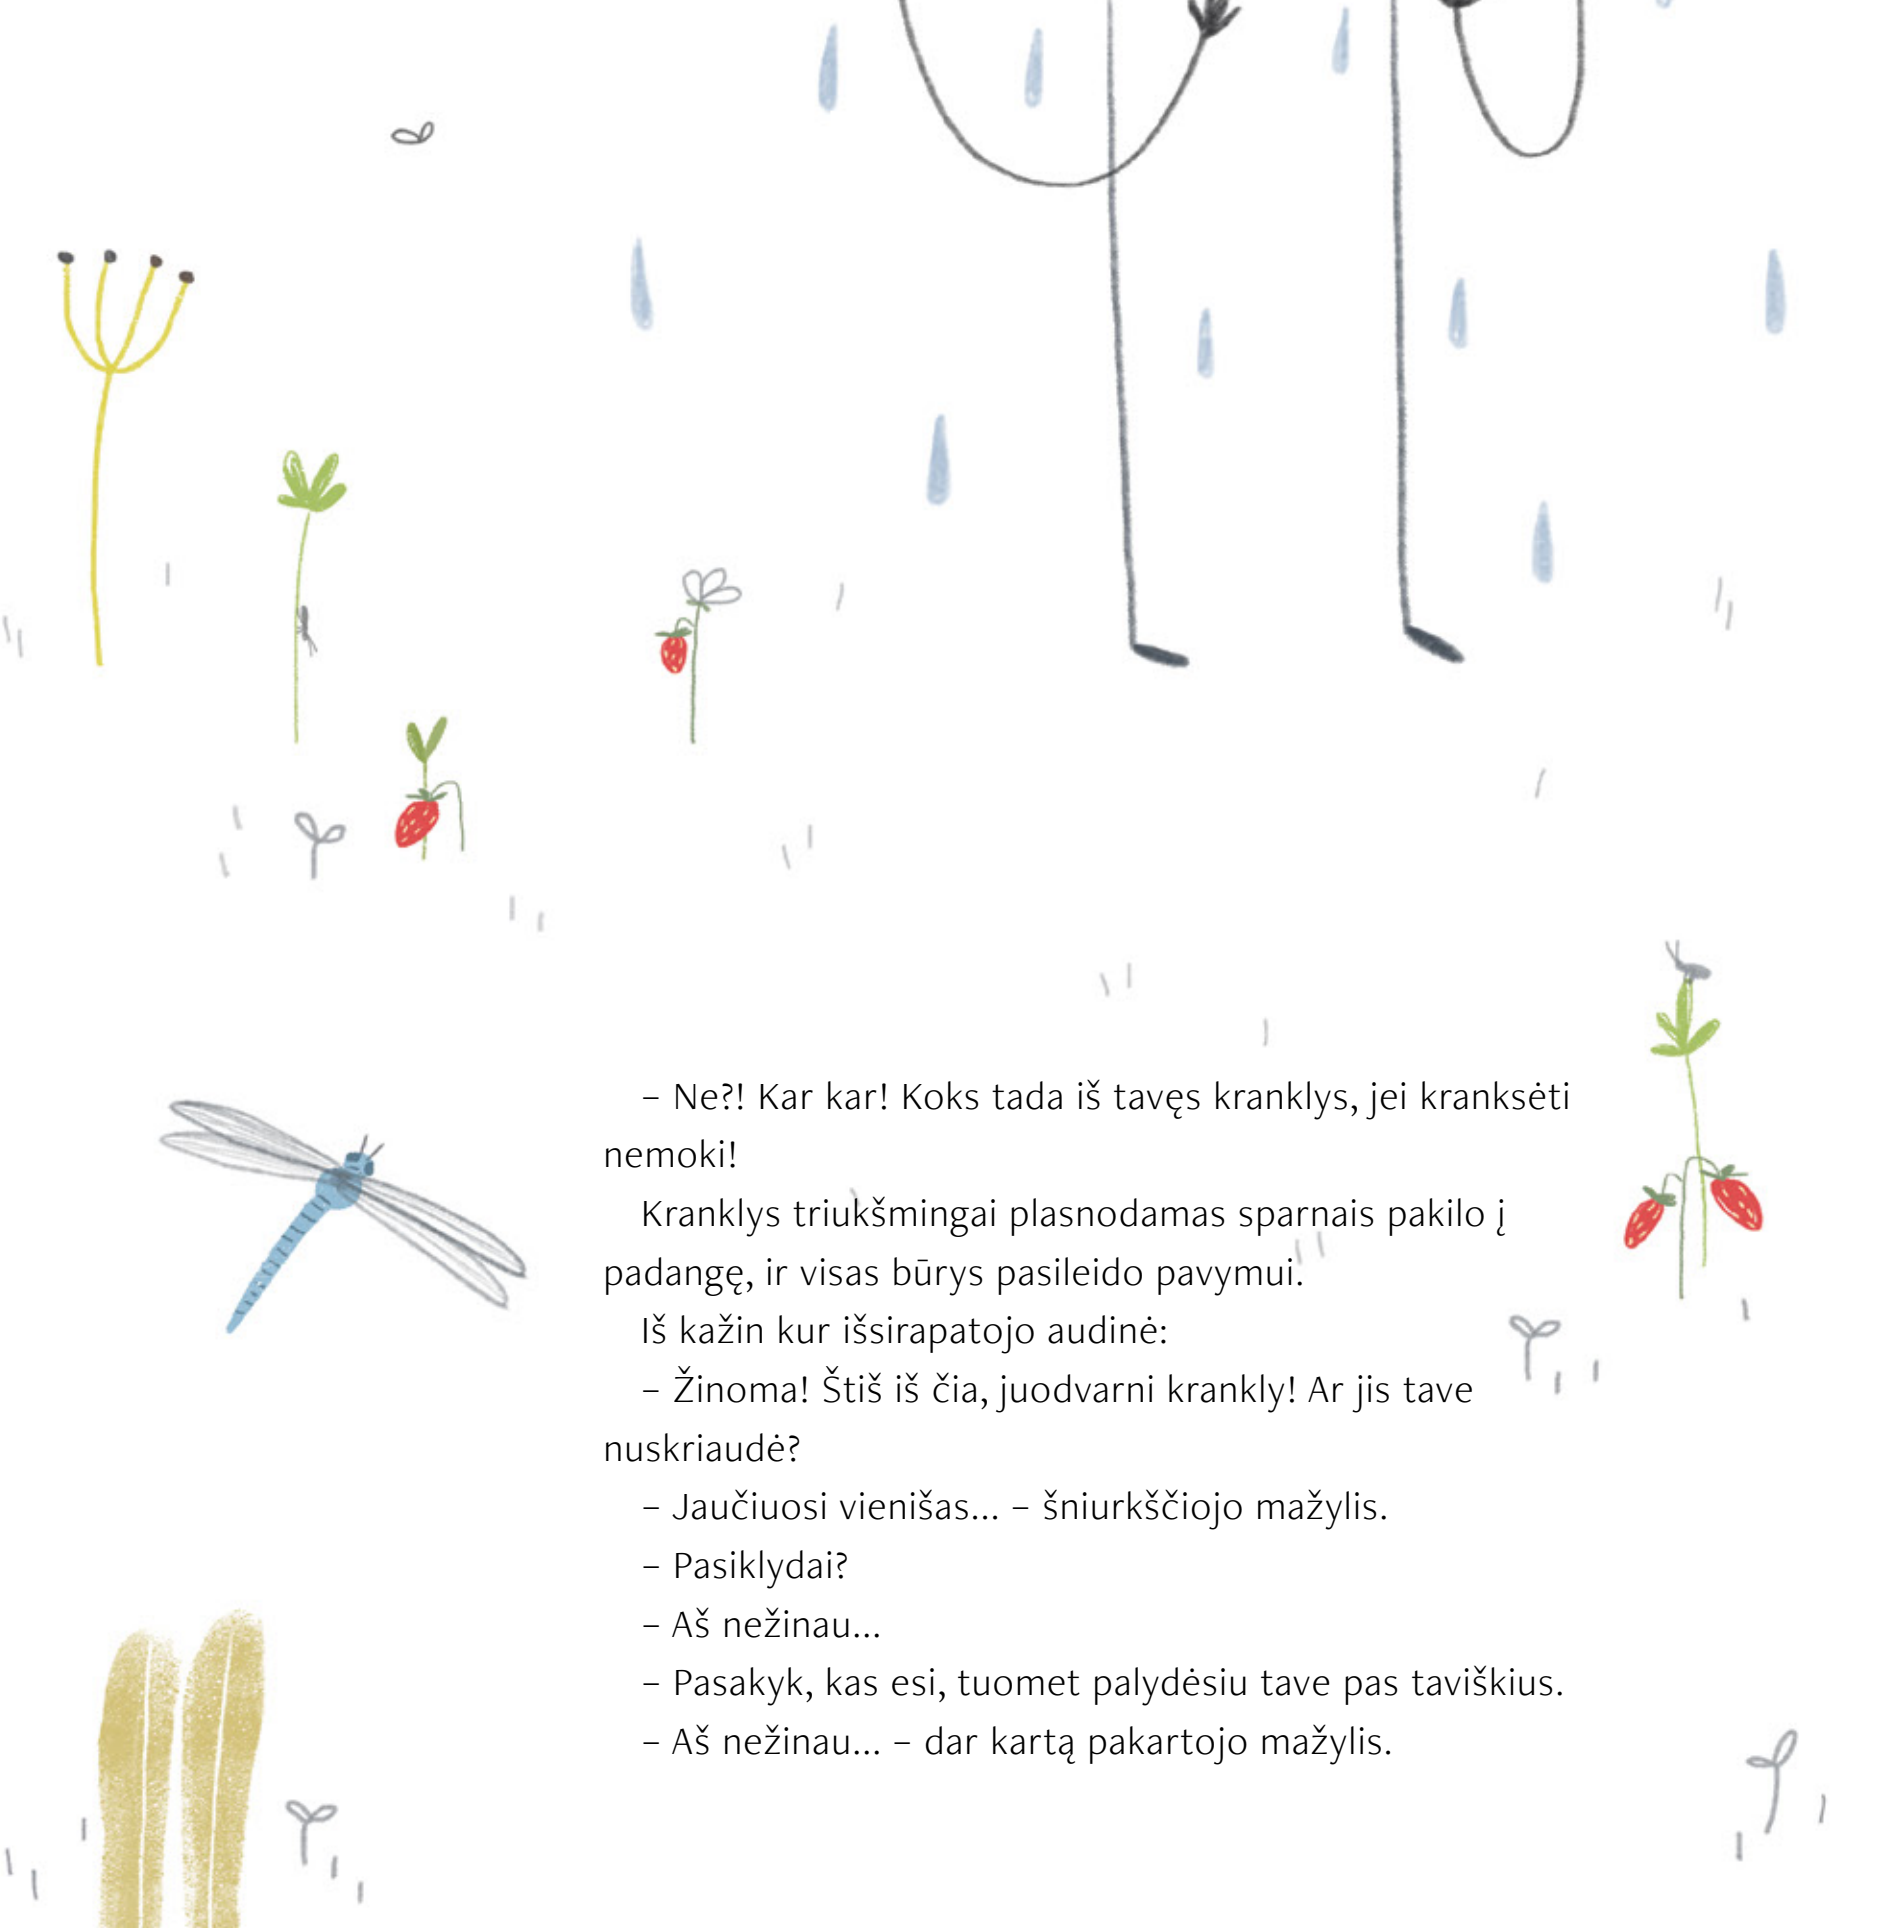 – Ne?! Kar kar! Koks tada iš tavęs kranklys, jei kranksėti
nemoki!
Kranklys triukšmingai plasnodamas sparnais pakilo į
padangę, ir visas būrys pasileido pavymui.
Iš kažin kur išsirapatojo audinė:
– Žinoma! Štiš iš čia, juodvarni krankly! Ar jis tave
nuskriaudė?
– Jaučiuosi vienišas... – šniurkščiojo mažylis.
– Pasiklydai?
– Aš nežinau...
– Pasakyk, kas esi, tuomet palydėsiu tave pas taviškius.
– Aš nežinau... – dar kartą pakartojo mažylis.